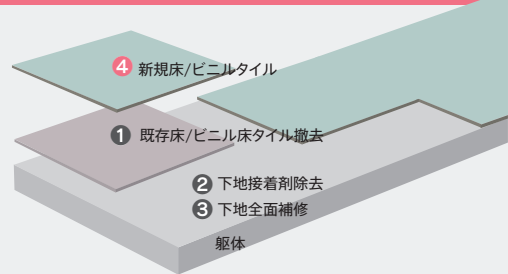 ❹ 新規床/ビニルタイル
❶ 既存床/ビニル床タイル撤去
❷ 下地接着剤除去
❸ 下地全面補修
躯体